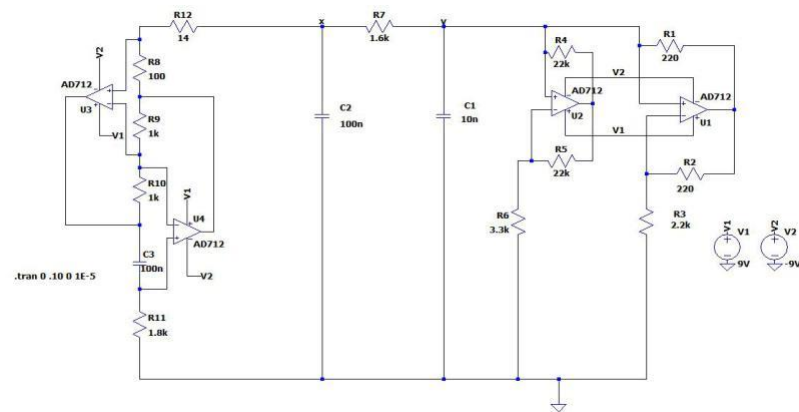 R12
14
x
R7
1.6k
y
R4
22k
R1
220
V2
R8
100
V2
AD712
AD712
AD712
U3
U2
U1
V1
R9
1k
C2
100n
C1
10n
V1
R5
22k
R2
220
R10
1k
V1
U4
AD712
R6
3.3k
R3
2.2k
V1
V1
9V
V2
V2
-9V
C3
100n
V2
.tran 0 .10 0 1E-5
R11
1.8k